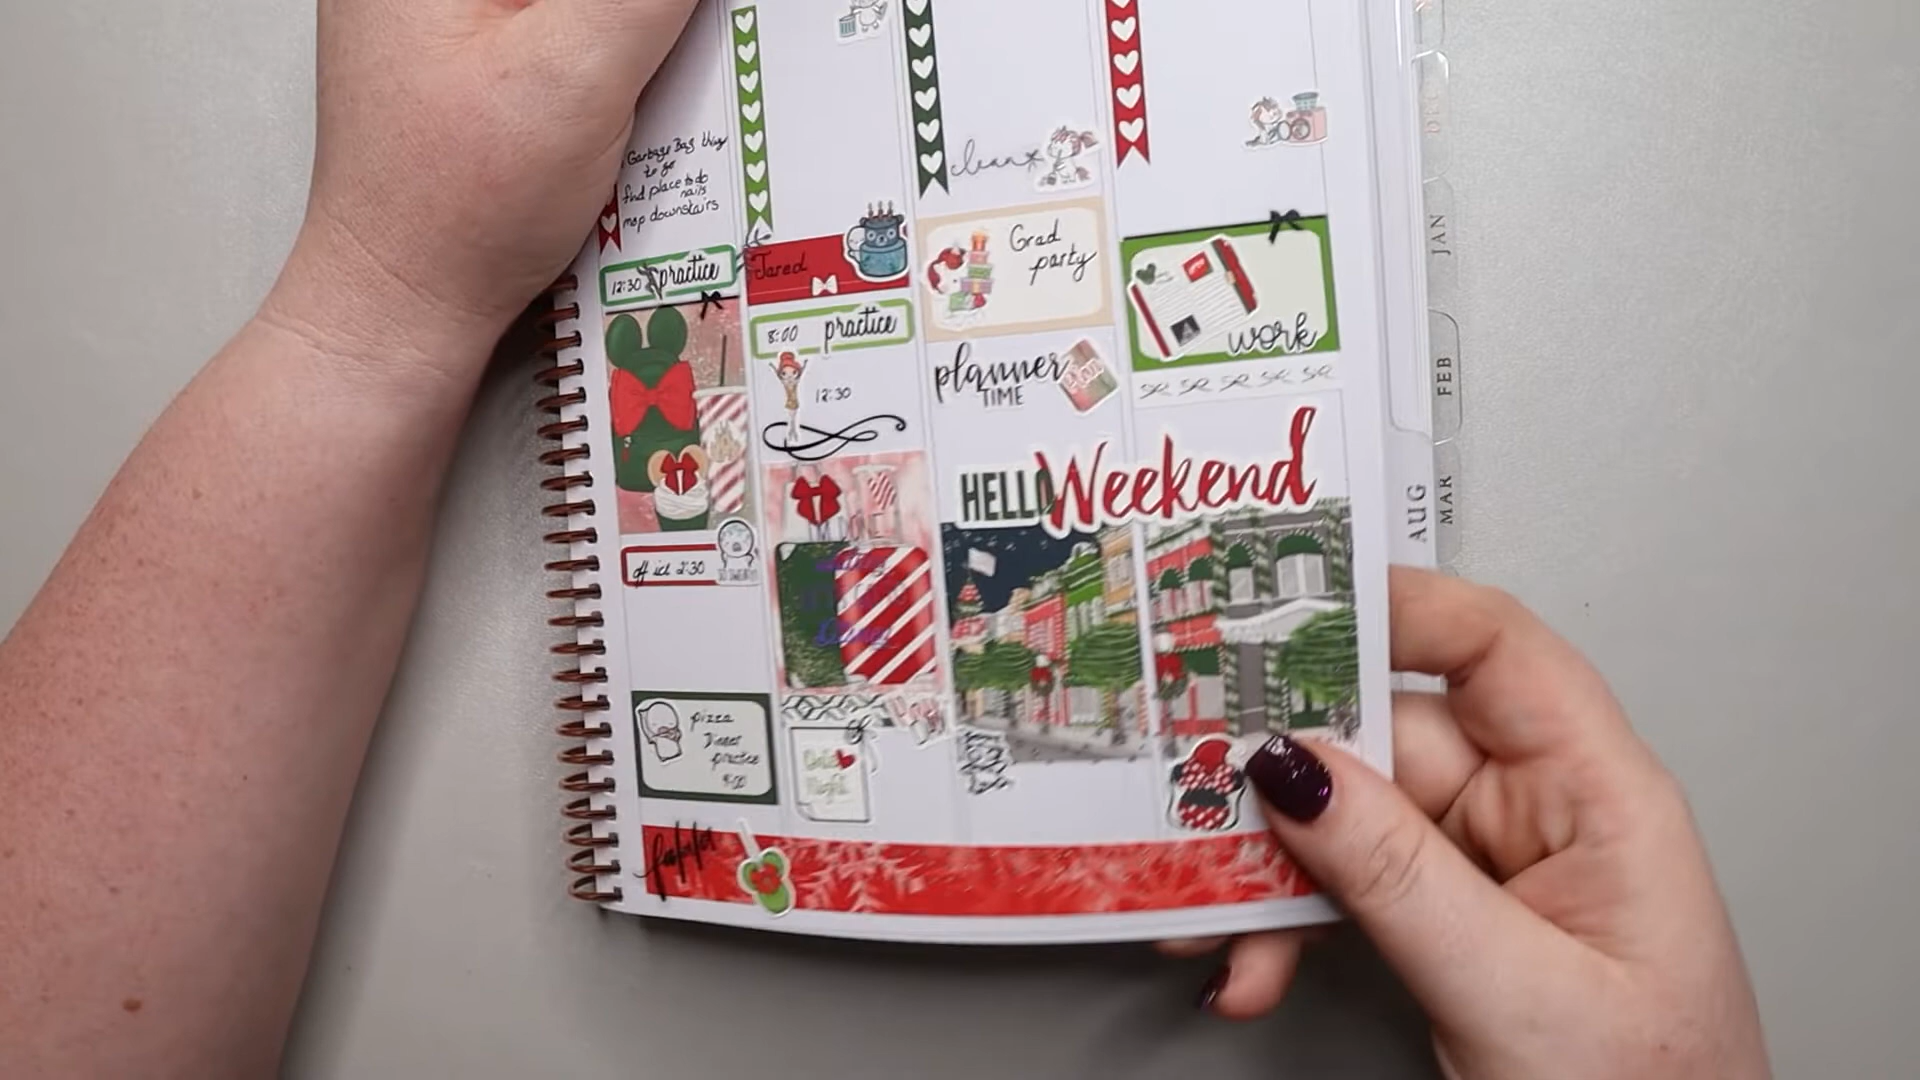 Garbage Bag thing
to go
find place to do
nails
mop downstairs
12:30 practice
off ice 2:30
pizza
Dinner
practice
Jared
8:00 practice
12:30
Date
Night
clean
Grad
party
planner
TIME
HELLO Weekend
work
JAN
FEB
MAR
AUG